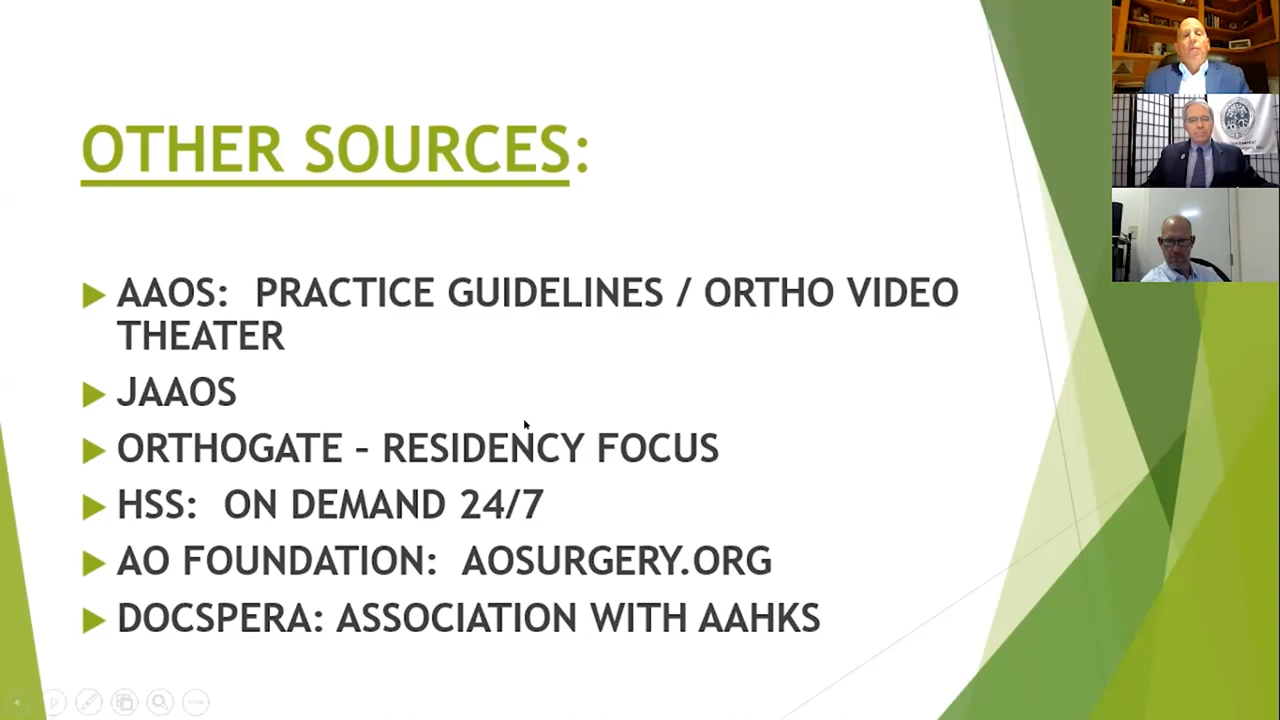 OTHER SOURCES:
AAOS: PRACTICE GUIDELINES / ORTHO VIDEO
THEATER
JAAOS
ORTHOGATE – RESIDENCY FOCUS
HSS: ON DEMAND 24/7
AO FOUNDATION: AOSURGERY.ORG
DOCSPERA: ASSOCIATION WITH AAHKS